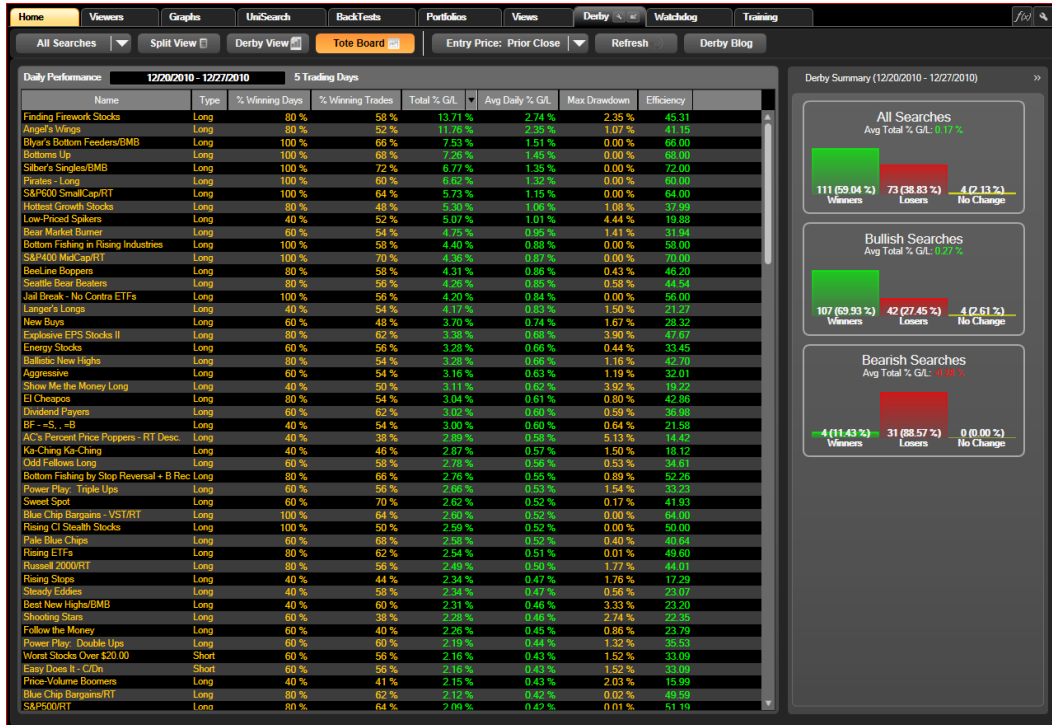 Home Viewers Graphs UniSearch BackTests Portfolios Views Derby Watchdog Training f(x)
All Searches Split View Derby View Tote Board Entry Price: Prior Close Refresh Derby Blog
Daily Performance 12/20/2010 - 12/27/2010 5 Trading Days
Name Type % Winning Days % Winning Trades Total % G/L Avg Daily % G/L Max Drawdown Efficiency
Finding Firework Stocks Long 80 % 58 % 13.71 % 2.74 % 2.35 % 45.31
Angel's Wings Long 80 % 52 % 11.76 % 2.35 % 1.07 % 41.15
Blyar's Bottom Feeders/BMB Long 100 % 66 % 7.53 % 1.51 % 0.00 % 66.00
Bottoms Up Long 100 % 68 % 7.26 % 1.45 % 0.00 % 68.00
Silber's Singles/BMB Long 100 % 72 % 6.77 % 1.35 % 0.00 % 72.00
Pirates - Long Long 100 % 60 % 6.62 % 1.32 % 0.00 % 60.00
S&P600 SmallCap/RT Long 100 % 64 % 5.73 % 1.15 % 0.00 % 64.00
Hottest Growth Stocks Long 80 % 48 % 5.30 % 1.06 % 1.08 % 37.99
Low-Priced Spikers Long 40 % 52 % 5.07 % 1.01 % 4.44 % 19.88
Bear Market Burner Long 60 % 54 % 4.75 % 0.95 % 1.41 % 31.94
Bottom Fishing in Rising Industries Long 100 % 58 % 4.40 % 0.88 % 0.00 % 58.00
S&P400 MidCap/RT Long 100 % 70 % 4.36 % 0.87 % 0.00 % 70.00
BeeLine Boppers Long 80 % 58 % 4.31 % 0.86 % 0.43 % 46.20
Seattle Bear Beaters Long 80 % 56 % 4.26 % 0.85 % 0.58 % 44.54
Jail Break - No Contra ETFs Long 100 % 56 % 4.20 % 0.84 % 0.00 % 56.00
Langer's Longs Long 40 % 54 % 4.17 % 0.83 % 1.50 % 21.27
New Buys Long 60 % 48 % 3.70 % 0.74 % 1.67 % 28.32
Explosive EPS Stocks II Long 80 % 62 % 3.38 % 0.68 % 3.90 % 47.67
Energy Stocks Long 60 % 56 % 3.28 % 0.66 % 0.44 % 33.45
Ballistic New Highs Long 80 % 54 % 3.28 % 0.66 % 1.16 % 42.70
Aggressive Long 60 % 54 % 3.16 % 0.63 % 1.19 % 32.01
Show Me the Money Long Long 40 % 50 % 3.11 % 0.62 % 3.92 % 19.22
El Cheapos Long 80 % 54 % 3.04 % 0.61 % 0.80 % 42.86
Dividend Payers Long 60 % 62 % 3.02 % 0.60 % 0.59 % 36.98
BF - =S, , =B Long 40 % 54 % 3.00 % 0.60 % 0.64 % 21.58
AC's Percent Price Poppers - RT Desc. Long 40 % 38 % 2.89 % 0.58 % 5.13 % 14.42
Ka-Ching Ka-Ching Long 40 % 46 % 2.87 % 0.57 % 1.50 % 18.12
Odd Fellows Long Long 60 % 58 % 2.78 % 0.56 % 0.53 % 34.61
Bottom Fishing by Stop Reversal + B Rec Long 80 % 66 % 2.76 % 0.55 % 0.89 % 52.26
Power Play: Triple Ups Long 60 % 56 % 2.66 % 0.53 % 1.54 % 33.23
Sweet Spot Long 60 % 70 % 2.62 % 0.52 % 0.17 % 41.93
Blue Chip Bargains - VST/RT Long 100 % 64 % 2.60 % 0.52 % 0.00 % 64.00
Rising CI Stealth Stocks Long 100 % 50 % 2.59 % 0.52 % 0.00 % 50.00
Pale Blue Chips Long 60 % 68 % 2.58 % 0.52 % 0.40 % 40.64
Rising ETFs Long 80 % 62 % 2.54 % 0.51 % 0.01 % 49.60
Russell 2000/RT Long 80 % 56 % 2.49 % 0.50 % 1.77 % 44.01
Rising Stops Long 40 % 44 % 2.34 % 0.47 % 1.76 % 17.29
Steady Eddies Long 40 % 58 % 2.34 % 0.47 % 0.56 % 23.07
Best New Highs/BMB Long 40 % 60 % 2.31 % 0.46 % 3.33 % 23.20
Shooting Stars Long 60 % 38 % 2.28 % 0.46 % 2.74 % 22.35
Follow the Money Long 60 % 40 % 2.26 % 0.45 % 0.86 % 23.79
Power Play: Double Ups Long 60 % 60 % 2.19 % 0.44 % 1.32 % 35.53
Worst Stocks Over $20.00 Short 60 % 56 % 2.16 % 0.43 % 1.52 % 33.09
Easy Does It - C/Dn Short 60 % 56 % 2.16 % 0.43 % 1.52 % 33.09
Price-Volume Boomers Long 40 % 41 % 2.15 % 0.43 % 2.03 % 15.99
Blue Chip Bargains/RT Long 80 % 62 % 2.12 % 0.42 % 0.02 % 49.59
S&P500/RT Long 80 % 64 % 2.09 % 0.42 % 0.01 % 51.19
Derby Summary (12/20/2010 - 12/27/2010) »
All Searches
Avg Total % G/L: 0.17 %
111 (59.04 %) 73 (38.83 %) 4 (2.13 %)
Winners Losers No Change
Bullish Searches
Avg Total % G/L: 0.27 %
107 (69.93 %) 42 (27.45 %) 4 (2.61 %)
Winners Losers No Change
Bearish Searches
Avg Total % G/L:
4 (11.43 %) 31 (88.57 %) 0 (0.00 %)
Winners Losers No Change